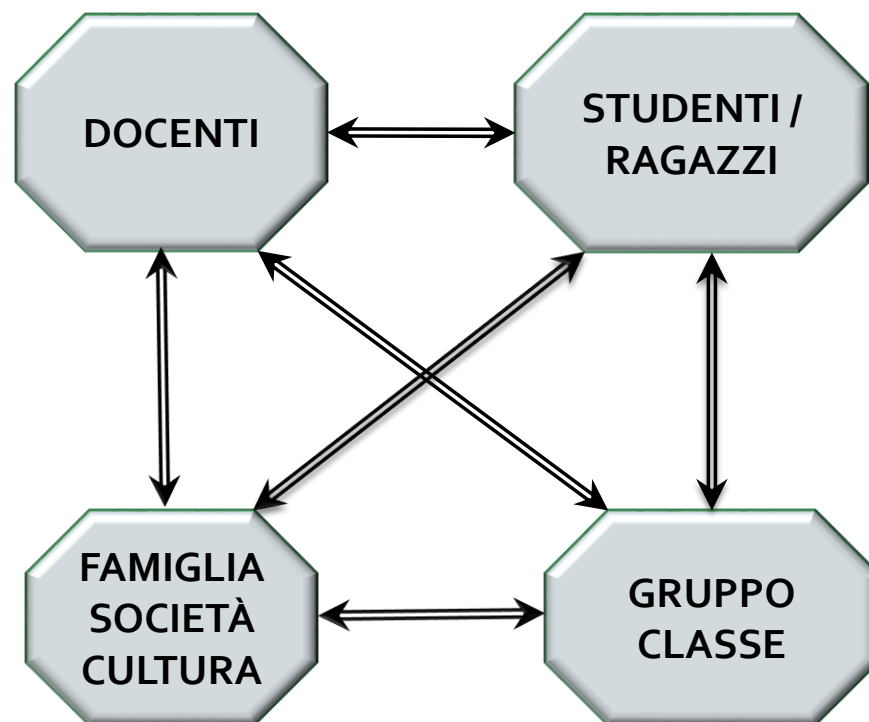 DOCENTI
STUDENTI /
RAGAZZI
FAMIGLIA
SOCIETÀ
CULTURA
GRUPPO
CLASSE